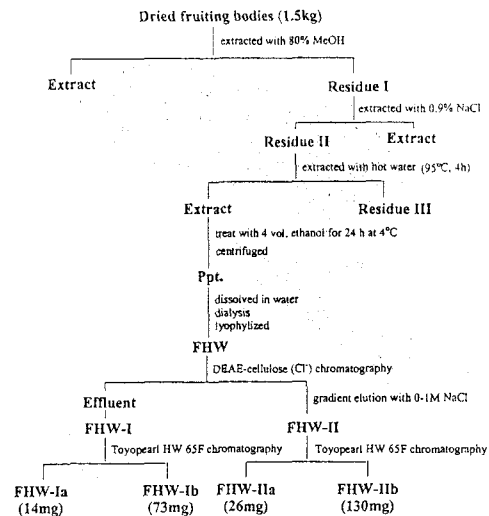 Dried fruiting bodies (1.5kg)
extracted with 80% MeOH
Extract
Residue I
extracted with 0.9% NaCl
Residue II
Extract
extracted with hot water (95°C, 4h)
Extract
Residue III
treat with 4 vol. ethanol for 24 h at 4°C
centrifuged
Ppt.
dissolved in water
dialysis
lyophylized
FHW
DEAE-cellulose (Cl⁻) chromatography
Effluent
gradient elution with 0-1M NaCl
FHW-I
FHW-II
Toyopearl HW 65F chromatography
Toyopearl HW 65F chromatography
FHW-Ia
(14mg)
FHW-Ib
(73mg)
FHW-IIa
(26mg)
FHW-IIb
(130mg)